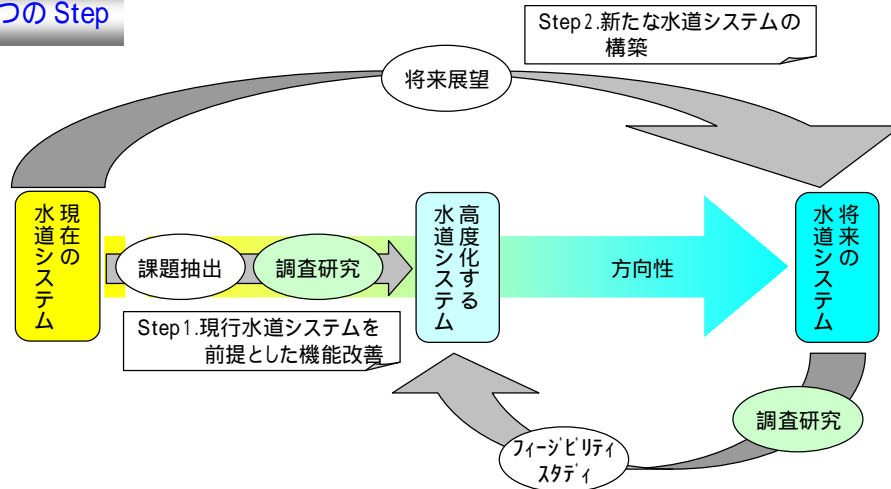 つの Step
Step2.新たな水道システムの
構築
将来展望
現在の
水道システム
課題抽出
調査研究
高度化する
水道システム
方向性
将来の
水道システム
Step1.現行水道システムを
前提とした機能改善
調査研究
フィージビリティ
スタディ